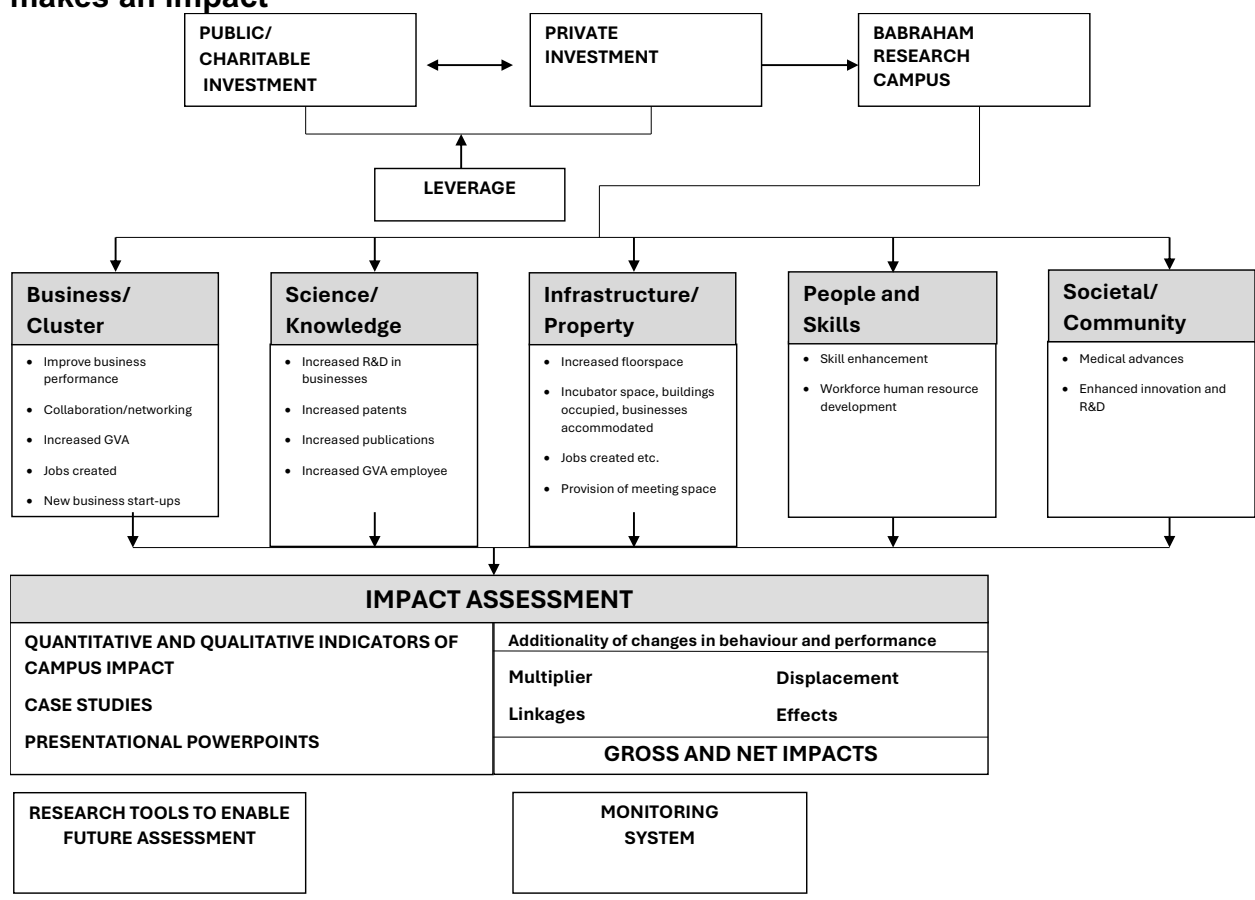 makes an impact
PUBLIC/
CHARITABLE
INVESTMENT
PRIVATE
INVESTMENT
BABRAHAM
RESEARCH
CAMPUS
LEVERAGE
Business/
Cluster
• Improve business
performance
• Collaboration/networking
• Increased GVA
• Jobs created
• New business start-ups
Science/
Knowledge
• Increased R&D in
businesses
• Increased patents
• Increased publications
• Increased GVA employee
Infrastructure/
Property
• Increased floorspace
• Incubator space, buildings
occupied, businesses
accommodated
• Jobs created etc.
• Provision of meeting space
People and
Skills
• Skill enhancement
• Workforce human resource
development
Societal/
Community
• Medical advances
• Enhanced innovation and
R&D
IMPACT ASSESSMENT
QUANTITATIVE AND QUALITATIVE INDICATORS OF
CAMPUS IMPACT
CASE STUDIES
PRESENTATIONAL POWERPOINTS
Additionality of changes in behaviour and performance
Multiplier Displacement
Linkages Effects
GROSS AND NET IMPACTS
RESEARCH TOOLS TO ENABLE
FUTURE ASSESSMENT
MONITORING
SYSTEM